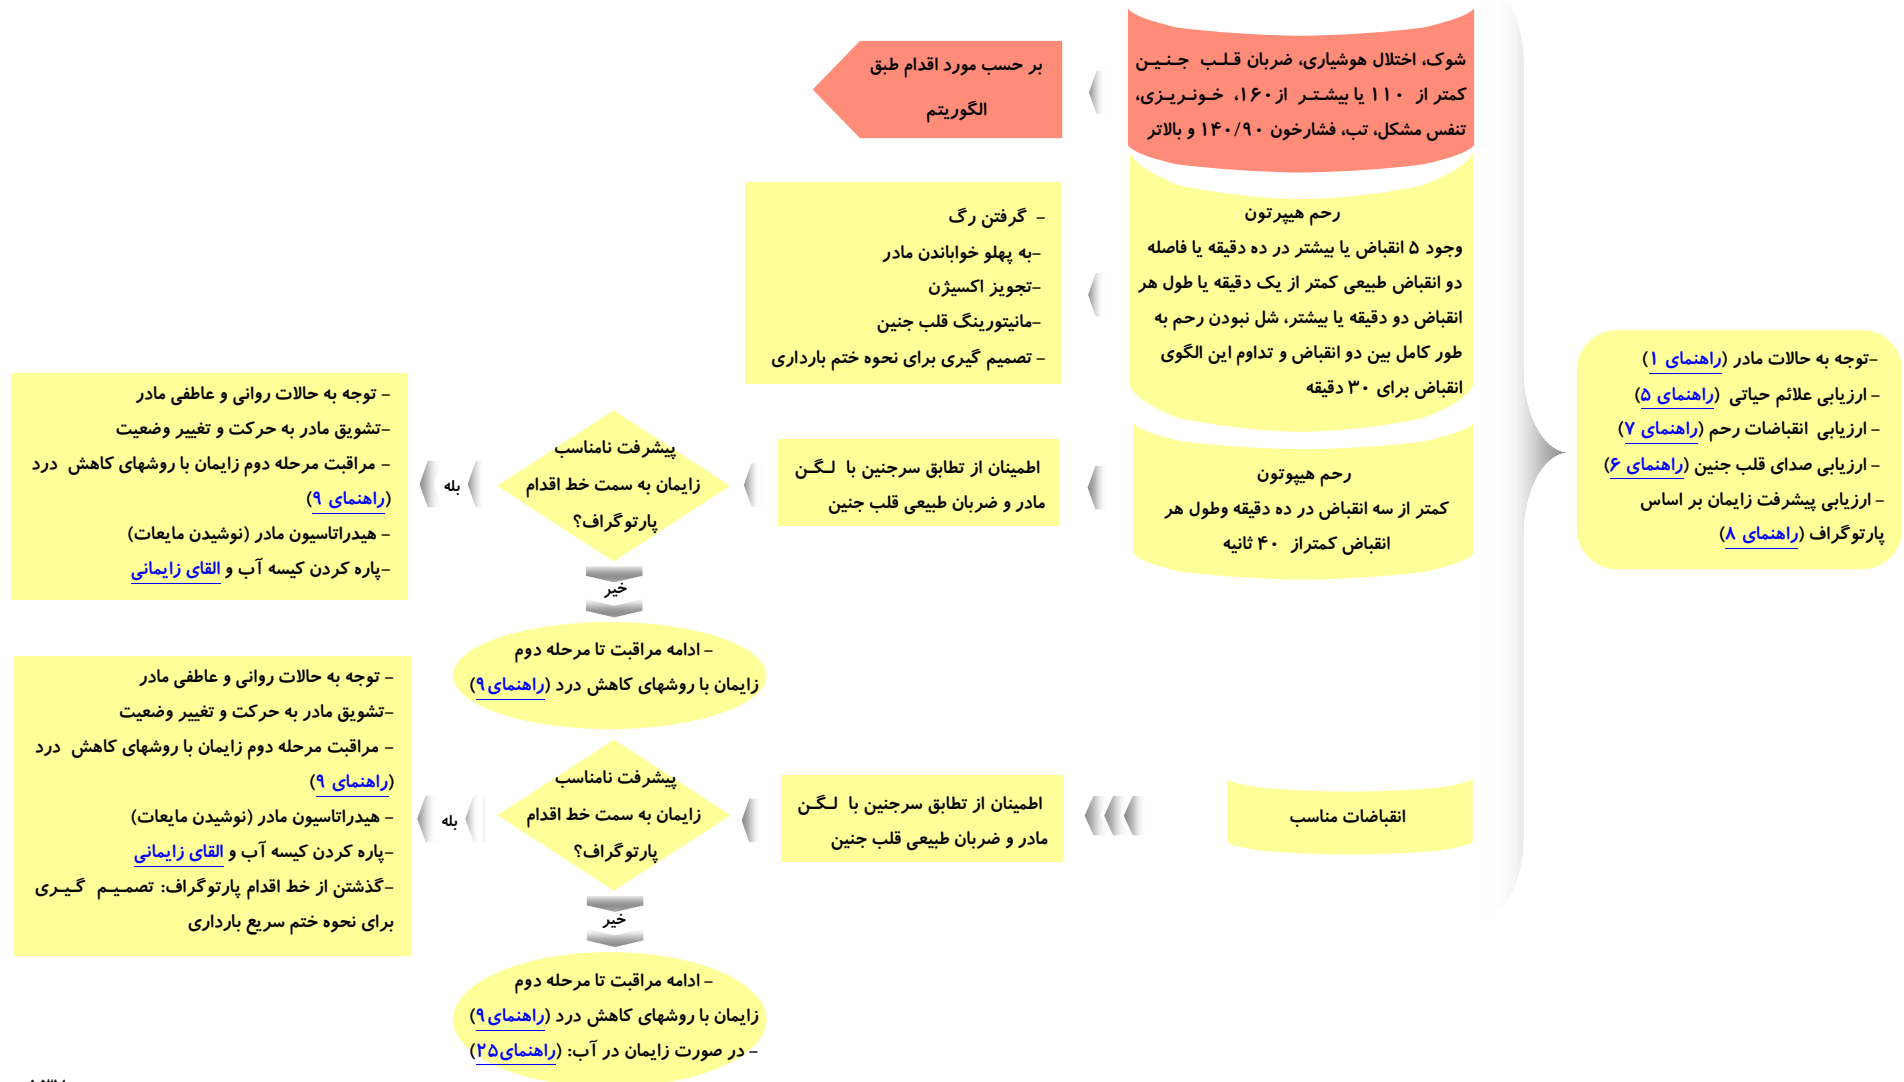 -توجه به حالات مادر (راهنمای ۱)
- ارزیابی علائم حیاتی (راهنمای ۵)
- ارزیابی انقباضات رحم (راهنمای ۷)
- ارزیابی صدای قلب جنین (راهنمای ۶)
- ارزیابی پیشرفت زایمان بر اساس
پارتوگراف (راهنمای ۸)
شوک، اختلال هوشیاری، ضربان قـلـب جـنـیـن
کمتر از ۱۱۰ یا بیشـتـر از۱۶۰، خـونـریـزی،
تنفس مشکل، تب، فشارخون ۱۴۰/۹۰ و بالاتر
بر حسب مورد اقدام طبق
الگوریتم
رحم هیپرتون
وجود ۵ انقباض یا بیشتر در ده دقیقه یا فاصله
دو انقباض طبیعی کمتر از یک دقیقه یا طول هر
انقباض دو دقیقه یا بیشتر، شل نبودن رحم به
طور کامل بین دو انقباض و تداوم این الگوی
انقباض برای ۳۰ دقیقه
- گرفتن رگ
-به پهلو خواباندن مادر
-تجویز اکسیژن
-مانیتورینگ قلب جنین
- تصمیم گیری برای نحوه ختم بارداری
رحم هیپوتون
کمتر از سه انقباض در ده دقیقه وطول هر
انقباض کمتراز ۴۰ ثانیه
اطمینان از تطابق سرجنین با لـگـن
مادر و ضربان طبیعی قلب جنین
پیشرفت نامناسب
زایمان به سمت خط اقدام
پارتوگراف؟
بله
- توجه به حالات روانی و عاطفی مادر
-تشویق مادر به حرکت و تغییر وضعیت
- مراقبت مرحله دوم زایمان با روشهای کاهش درد
(راهنمای ۹)
- هیدراتاسیون مادر (نوشیدن مایعات)
-پاره کردن کیسه آب و القای زایمانی
خیر
- ادامه مراقبت تا مرحله دوم
زایمان با روشهای کاهش درد (راهنمای۹)
انقباضات مناسب
اطمینان از تطابق سرجنین با لـگـن
مادر و ضربان طبیعی قلب جنین
پیشرفت نامناسب
زایمان به سمت خط اقدام
پارتوگراف؟
بله
- توجه به حالات روانی و عاطفی مادر
-تشویق مادر به حرکت و تغییر وضعیت
- مراقبت مرحله دوم زایمان با روشهای کاهش درد
(راهنمای ۹)
- هیدراتاسیون مادر (نوشیدن مایعات)
-پاره کردن کیسه آب و القای زایمانی
-گذشتن از خط اقدام پارتوگراف: تصمـیـم گـیـری
برای نحوه ختم سریع بارداری
خیر
- ادامه مراقبت تا مرحله دوم
زایمان با روشهای کاهش درد (راهنمای۹)
- در صورت زایمان در آب: (راهنمای۲۵)